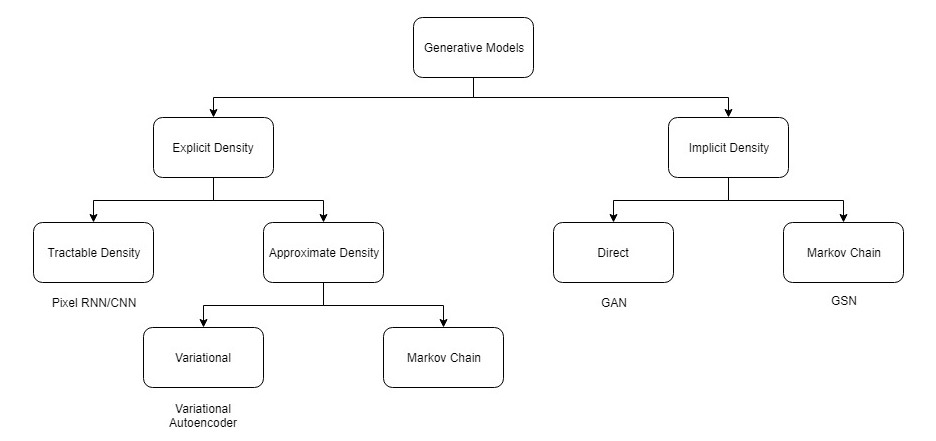 Generative Models
Explicit Density
Implicit Density
Tractable Density
Approximate Density
Direct
Markov Chain
Pixel RNN/CNN
GAN
GSN
Variational
Markov Chain
Variational
Autoencoder